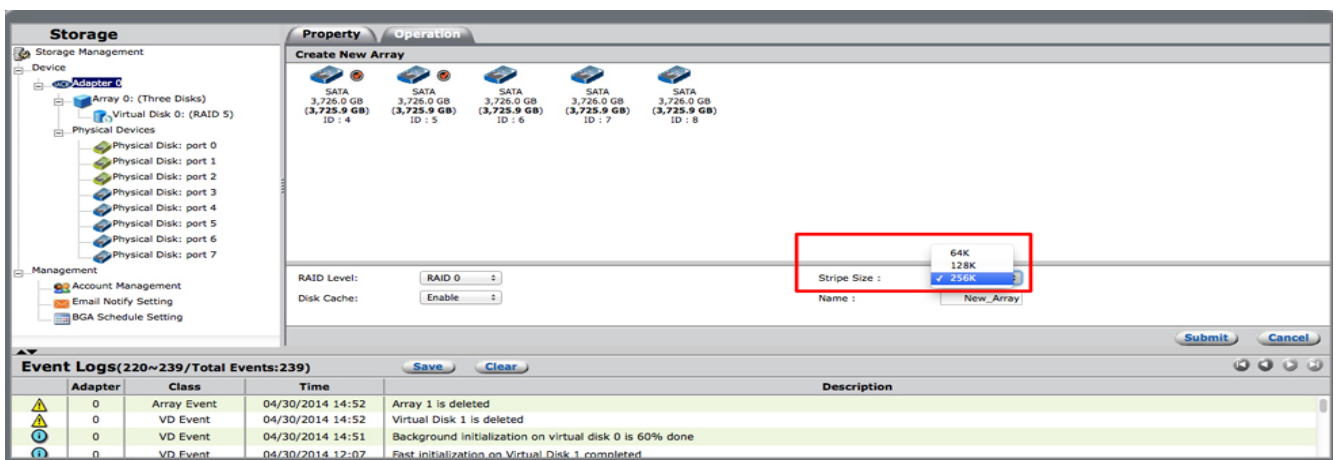 Storage
Storage Management
Device
Adapter 0
Array 0: (Three Disks)
Virtual Disk 0: (RAID 5)
Physical Devices
Physical Disk: port 0
Physical Disk: port 1
Physical Disk: port 2
Physical Disk: port 3
Physical Disk: port 4
Physical Disk: port 5
Physical Disk: port 6
Physical Disk: port 7
Management
Account Management
Email Notify Setting
BGA Schedule Setting
Property Operation
Create New Array
SATA SATA SATA SATA SATA
3,726.0 GB 3,726.0 GB 3,726.0 GB 3,726.0 GB 3,726.0 GB
(3,725.9 GB) (3,725.9 GB) (3,725.9 GB) (3,725.9 GB) (3,725.9 GB)
ID : 4 ID : 5 ID : 6 ID : 7 ID : 8
64K
128K
RAID Level: RAID 0 Stripe Size : ✓ 256K
Disk Cache: Enable Name : New_Array
Submit Cancel
Event Logs(220~239/Total Events:239) Save Clear
Adapter Class Time Description
0 Array Event 04/30/2014 14:52 Array 1 is deleted
0 VD Event 04/30/2014 14:52 Virtual Disk 1 is deleted
0 VD Event 04/30/2014 14:51 Background initialization on virtual disk 0 is 60% done
0 VD Event 04/30/2014 12:07 Fast initialization on Virtual Disk 1 completed